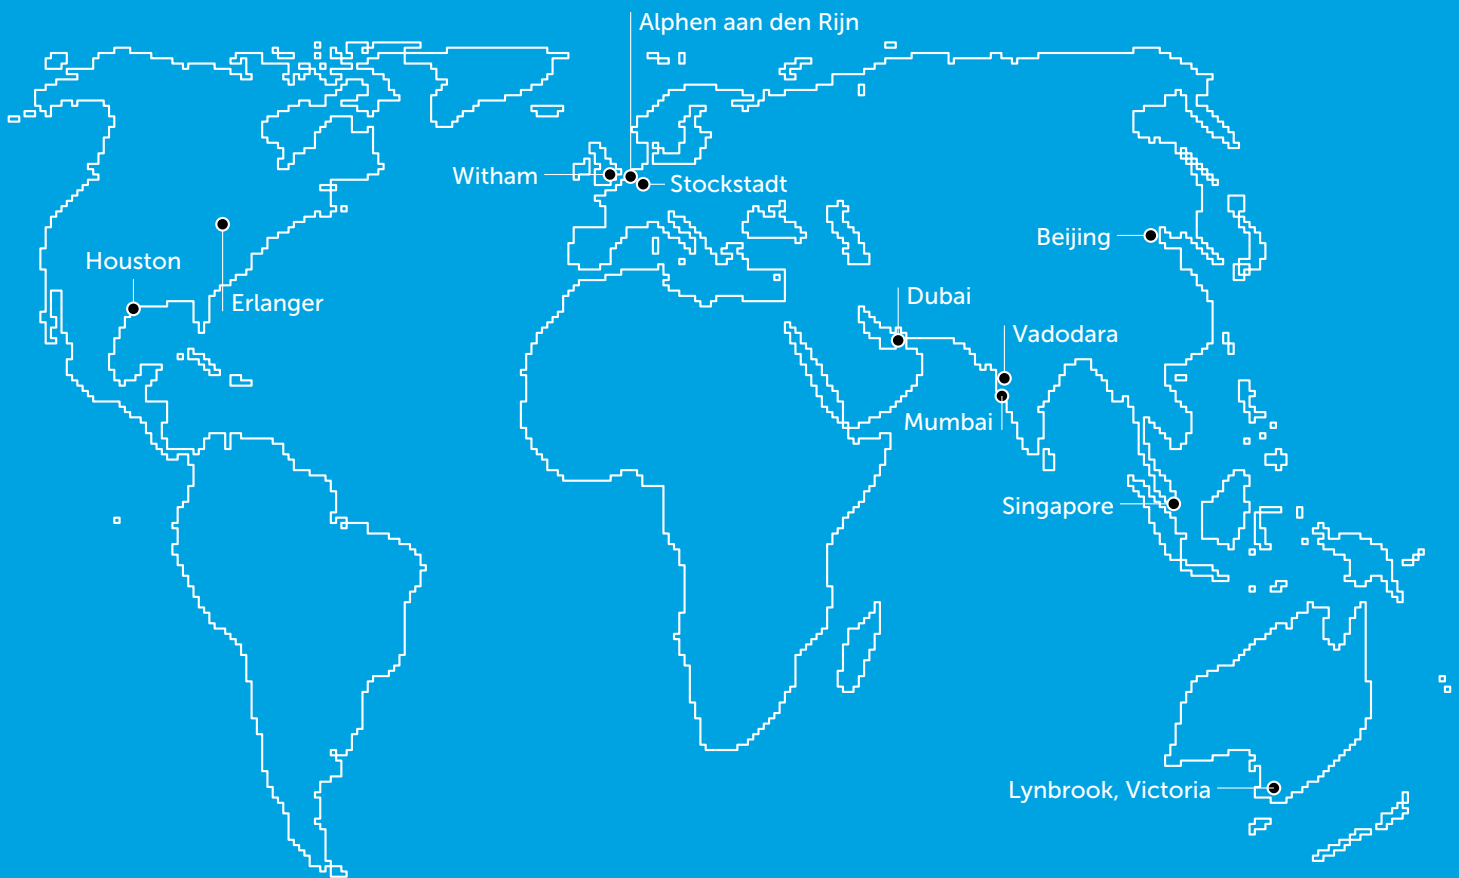 Alphen aan den Rijn
Witham
Stockstadt
Beijing
Houston
Erlanger
Dubai
Vadodara
Mumbai
Singapore
Lynbrook, Victoria